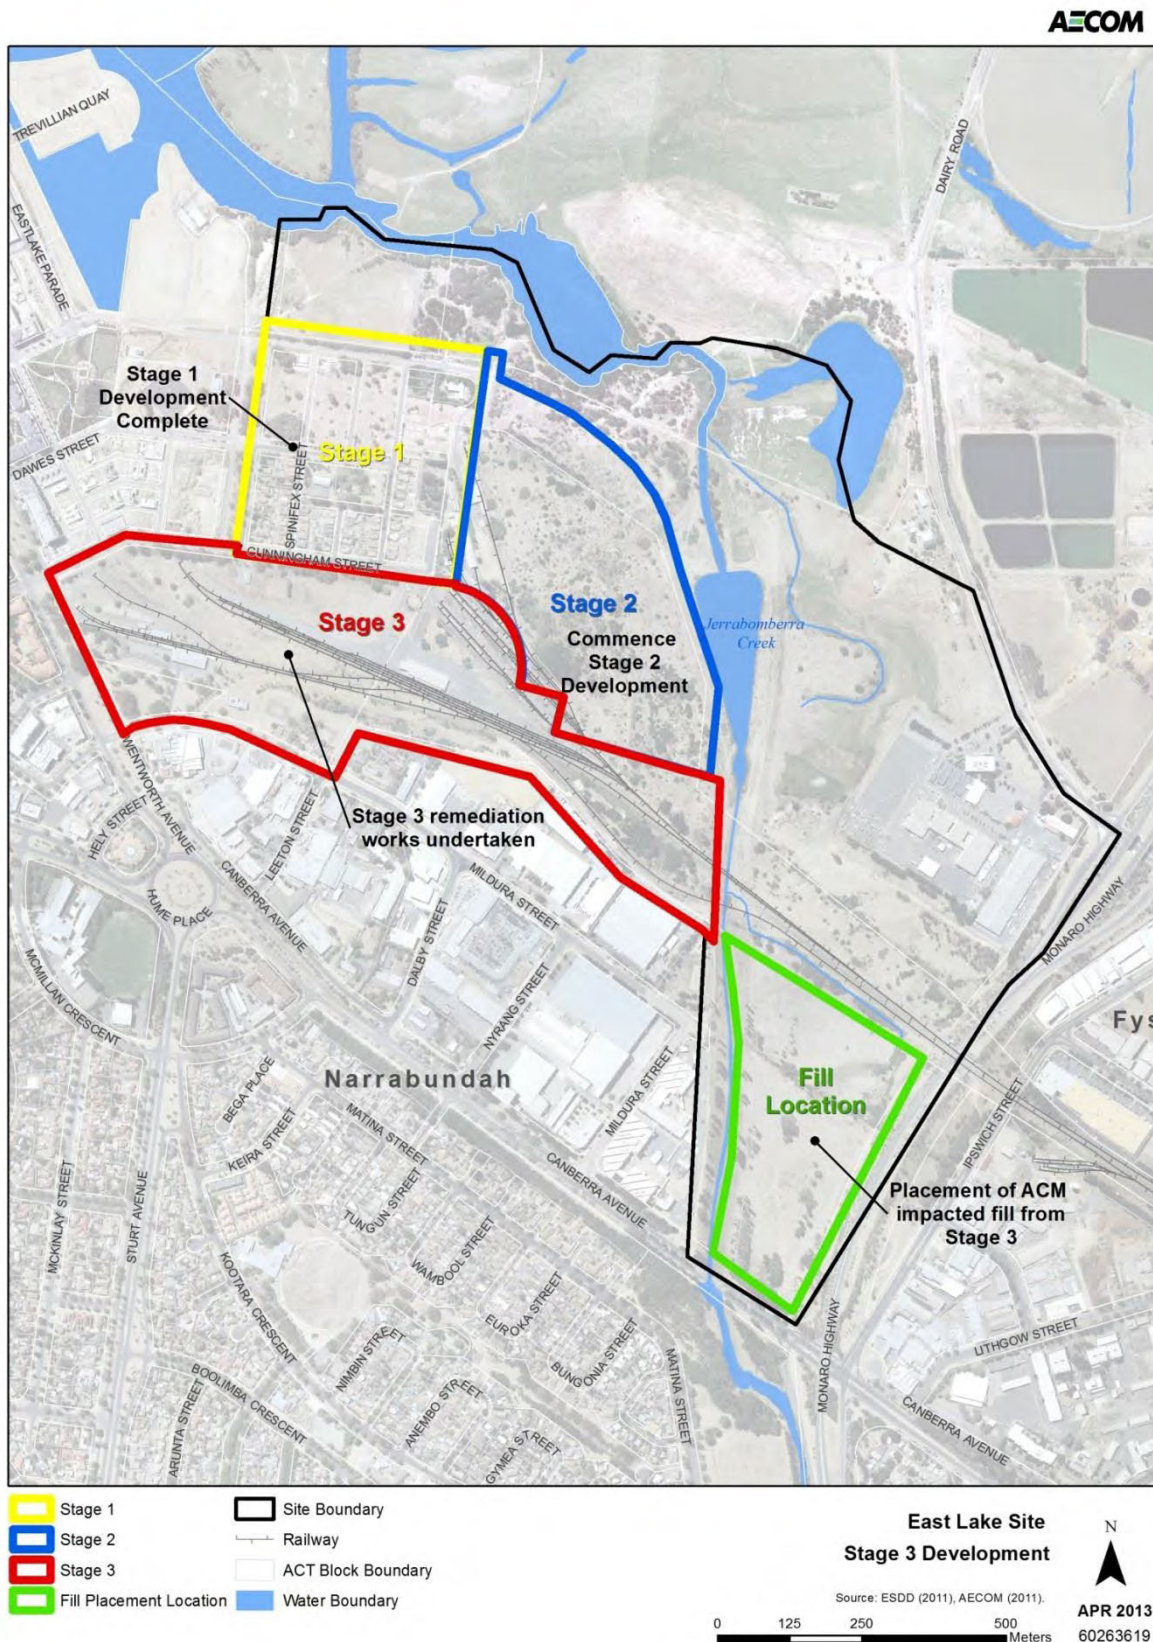 AECOM
TREVILLIAN QUAY
EASTLAKE PARADE
DAIRY ROAD
Stage 1
Development
Complete
Stage 1
DAWES STREET
SPINIFEX STREET
CUNNINGHAM STREET
Stage 2
Commence
Stage 2
Development
Jerrabomberra
Creek
Stage 3
Stage 3 remediation
works undertaken
WENTWORTH AVENUE
HELY STREET
LEETON STREET
CANBERRA AVENUE
HUME PLACE
MILDURA STREET
DALBY STREET
MCMILLAN CRESCENT
NYRANG STREET
MONARO HIGHWAY
Fys
Narrabundah
Fill
Location
BEGA PLACE
MATINA STREET
KEIRA STREET
MILDURA STREET
IPSWICH STREET
CANBERRA AVENUE
Placement of ACM
impacted fill from
Stage 3
MCKINLAY STREET
STURT AVENUE
TUNGUN STREET
WAMBOOL STREET
KOOTARA CRESCENT
EUROKA STREET
NIMBIN STREET
BUNGONIA STREET
MATINA STREET
MONARO HIGHWAY
UTHGOW STREET
BOOLIMBA CRESCENT
ARUNTA STREET
ANEMBO STREET
GYMEA STREET
CANBERRA AVENUE
Stage 1
Stage 2
Stage 3
Fill Placement Location
Site Boundary
Railway
ACT Block Boundary
Water Boundary
East Lake Site
Stage 3 Development
Source: ESDD (2011), AECOM (2011).
0 125 250 500
Meters
N
APR 2013
60263619